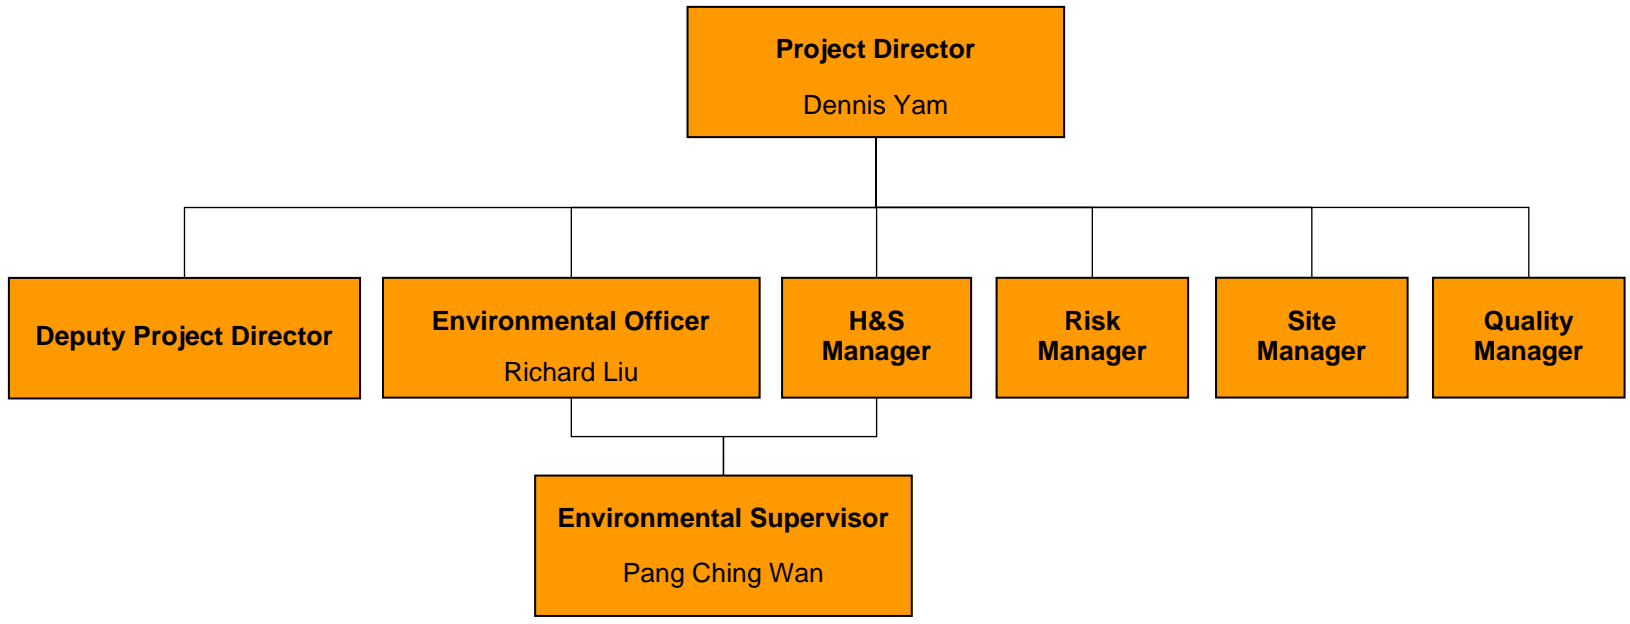 Project Director
Dennis Yam
Deputy Project Director
Environmental Officer
Richard Liu
H&S
Manager
Risk
Manager
Site
Manager
Quality
Manager
Environmental Supervisor
Pang Ching Wan